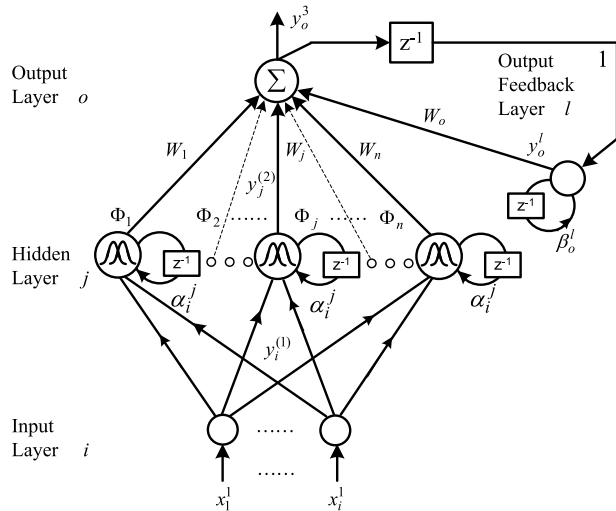 y_o^3
z^{-1}
1
Output
Layer o
Σ
Output
Feedback
Layer l
W_o
y_o^l
W_1
W_j
W_n
y_j^{(2)}
z^{-1}
β_o^l
Φ_1
Φ_2
......
Φ_j
......
Φ_n
Hidden
Layer j
z^{-1}
z^{-1}
z^{-1}
α_i^j
α_i^j
α_i^j
y_i^{(1)}
Input
Layer i
......
......
x_1^1
x_i^1